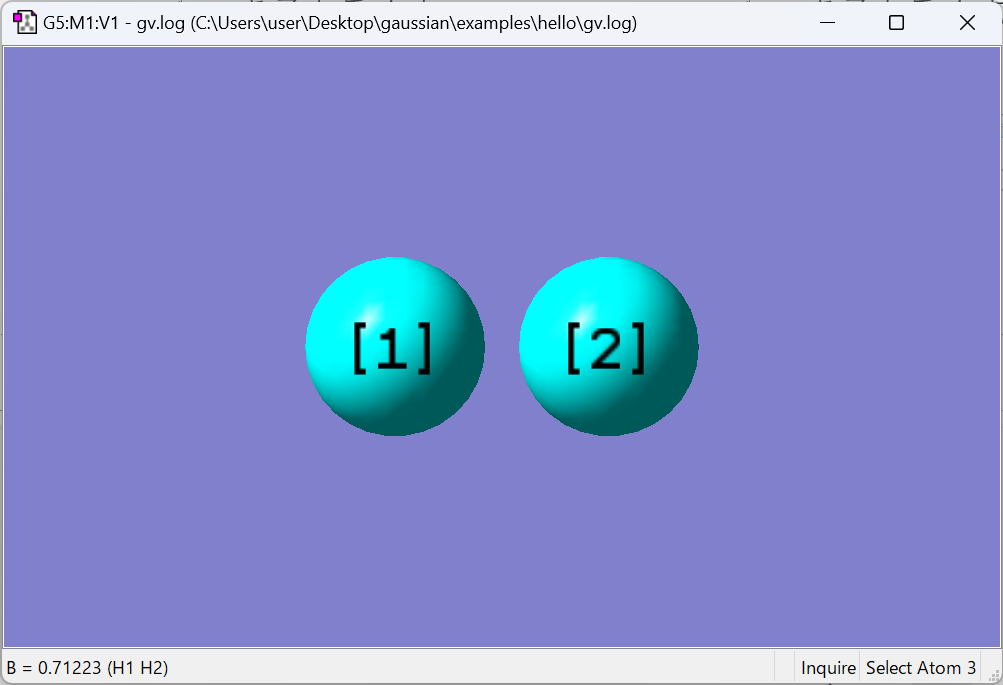 G5:M1:V1 - gv.log (C:\Users\user\Desktop\gaussian\examples\hello\gv.log)
[1] [2]
B = 0.71223 (H1 H2) Inquire Select Atom 3